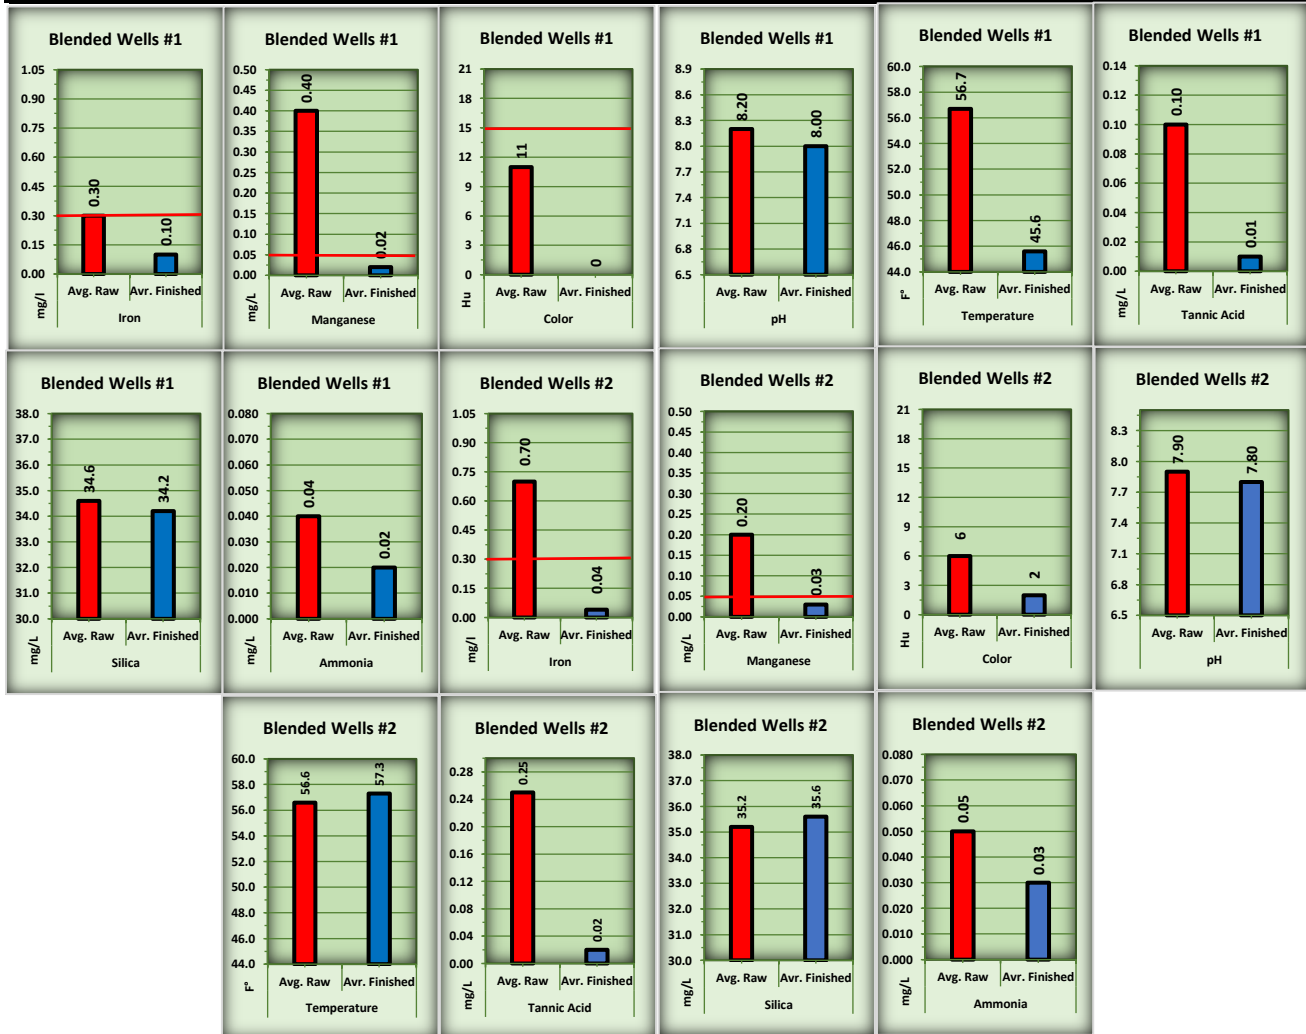 Blended Wells #1
1.05
0.90
0.75
0.60
0.45
0.30
0.15
0.00
0.30
0.10
Avg. Raw
Avr. Finished
mg/l
Iron
Blended Wells #1
0.50
0.45
0.40
0.35
0.30
0.25
0.20
0.15
0.10
0.05
0.00
0.40
0.02
Avg. Raw
Avr. Finished
mg/L
Manganese
Blended Wells #1
21
18
15
12
9
6
3
0
11
0
Avg. Raw
Avr. Finished
Hu
Color
Blended Wells #1
8.9
8.6
8.3
8.0
7.7
7.4
7.1
6.8
6.5
8.20
8.00
Avg. Raw
Avr. Finished
pH
Blended Wells #1
60.0
58.0
56.0
54.0
52.0
50.0
48.0
46.0
44.0
56.7
45.6
Avg. Raw
Avr. Finished
F°
Temperature
Blended Wells #1
0.14
0.12
0.10
0.08
0.06
0.04
0.02
0.00
0.10
0.01
Avg. Raw
Avr. Finished
mg/L
Tannic Acid
Blended Wells #1
38.0
37.0
36.0
35.0
34.0
33.0
32.0
31.0
30.0
34.6
34.2
Avg. Raw
Avr. Finished
mg/L
Silica
Blended Wells #1
0.080
0.070
0.060
0.050
0.040
0.030
0.020
0.010
0.000
0.04
0.02
Avg. Raw
Avr. Finished
mg/L
Ammonia
Blended Wells #2
1.05
0.90
0.75
0.60
0.45
0.30
0.15
0.00
0.70
0.04
Avg. Raw
Avr. Finished
mg/l
Iron
Blended Wells #2
0.50
0.45
0.40
0.35
0.30
0.25
0.20
0.15
0.10
0.05
0.00
0.20
0.03
Avg. Raw
Avr. Finished
mg/L
Manganese
Blended Wells #2
21
18
15
12
9
6
3
0
6
2
Avg. Raw
Avr. Finished
Hu
Color
Blended Wells #2
8.3
8.0
7.7
7.4
7.1
6.8
6.5
7.90
7.80
Avg. Raw
Avr. Finished
pH
Blended Wells #2
60.0
58.0
56.0
54.0
52.0
50.0
48.0
46.0
44.0
56.6
57.3
Avg. Raw
Avr. Finished
F°
Temperature
Blended Wells #2
0.28
0.24
0.20
0.16
0.12
0.08
0.04
0.00
0.25
0.02
Avg. Raw
Avr. Finished
mg/L
Tannic Acid
Blended Wells #2
38.0
37.0
36.0
35.0
34.0
33.0
32.0
31.0
30.0
35.2
35.6
Avg. Raw
Avr. Finished
mg/L
Silica
Blended Wells #2
0.080
0.070
0.060
0.050
0.040
0.030
0.020
0.010
0.000
0.05
0.03
Avg. Raw
Avr. Finished
mg/L
Ammonia